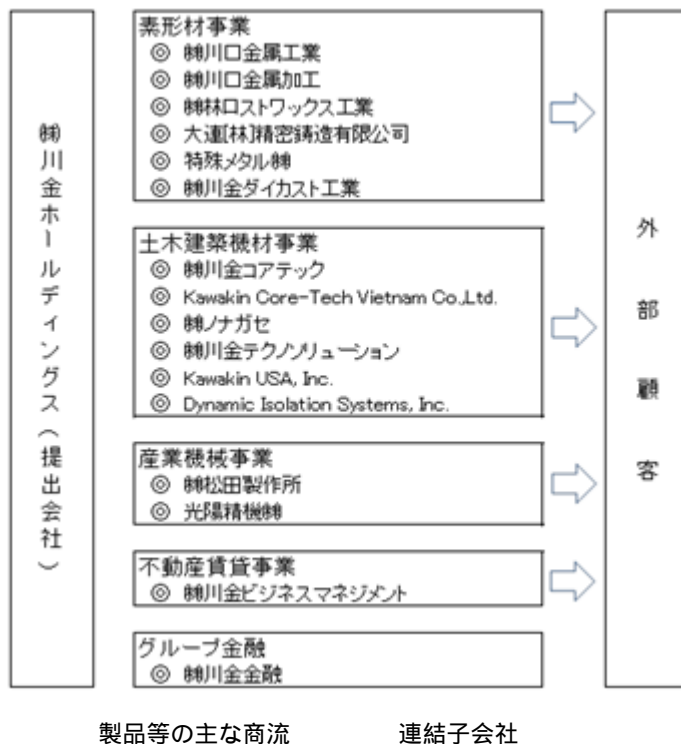 ㈱川金ホールディングス（提出会社）
素形材事業
◎ ㈱川口金属工業
◎ ㈱川口金属加工
◎ ㈱林ロストワックス工業
◎ 大連[林]精密鋳造有限公司
◎ 特殊メタル㈱
◎ ㈱川金ダイカスト工業
土木建築機材事業
◎ ㈱川金コアテック
◎ Kawakin Core-Tech Vietnam Co.,Ltd.
◎ ㈱ノナガセ
◎ ㈱川金テクノソリューション
◎ Kawakin USA, Inc.
◎ Dynamic Isolation Systems, Inc.
産業機械事業
◎ ㈱松田製作所
◎ 光陽精機㈱
不動産賃貸事業
◎ ㈱川金ビジネスマネジメント
グループ金融
◎ ㈱川金金融
外部顧客
製品等の主な商流 連結子会社